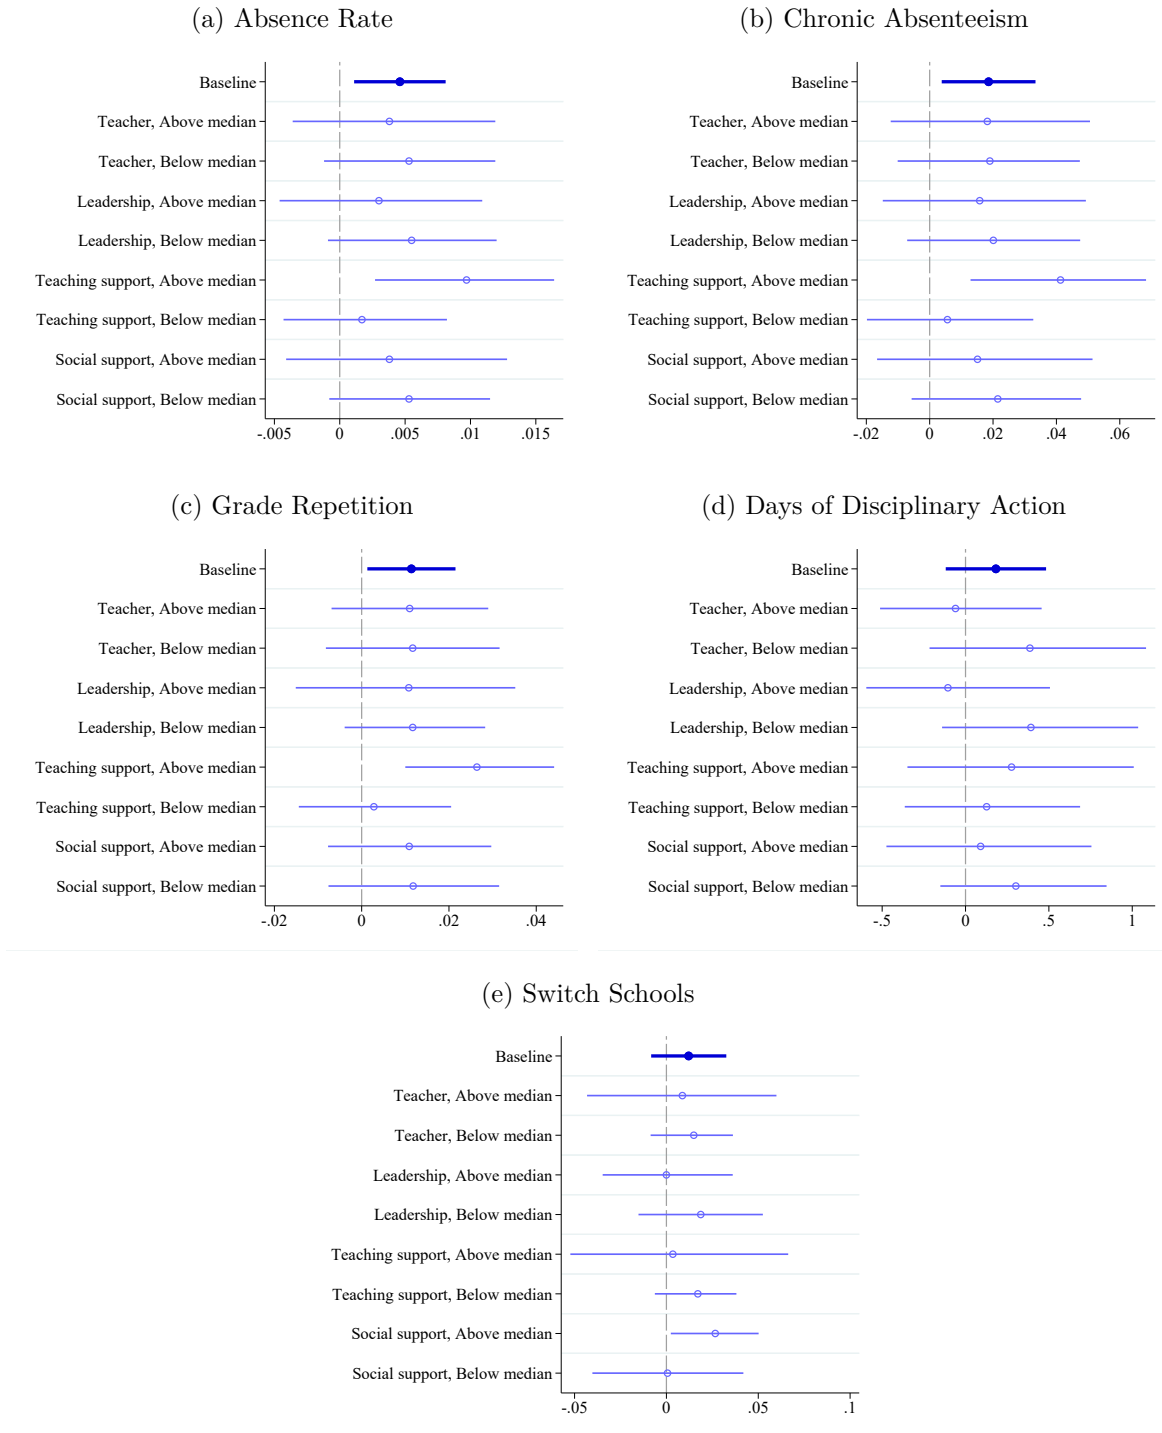 (a) Absence Rate
Baseline
Teacher, Above median
Teacher, Below median
Leadership, Above median
Leadership, Below median
Teaching support, Above median
Teaching support, Below median
Social support, Above median
Social support, Below median
-.005 0 .005 .01 .015
(b) Chronic Absenteeism
Baseline
Teacher, Above median
Teacher, Below median
Leadership, Above median
Leadership, Below median
Teaching support, Above median
Teaching support, Below median
Social support, Above median
Social support, Below median
-.02 0 .02 .04 .06
(c) Grade Repetition
Baseline
Teacher, Above median
Teacher, Below median
Leadership, Above median
Leadership, Below median
Teaching support, Above median
Teaching support, Below median
Social support, Above median
Social support, Below median
-.02 0 .02 .04
(d) Days of Disciplinary Action
Baseline
Teacher, Above median
Teacher, Below median
Leadership, Above median
Leadership, Below median
Teaching support, Above median
Teaching support, Below median
Social support, Above median
Social support, Below median
-.5 0 .5 1
(e) Switch Schools
Baseline
Teacher, Above median
Teacher, Below median
Leadership, Above median
Leadership, Below median
Teaching support, Above median
Teaching support, Below median
Social support, Above median
Social support, Below median
-.05 0 .05 .1